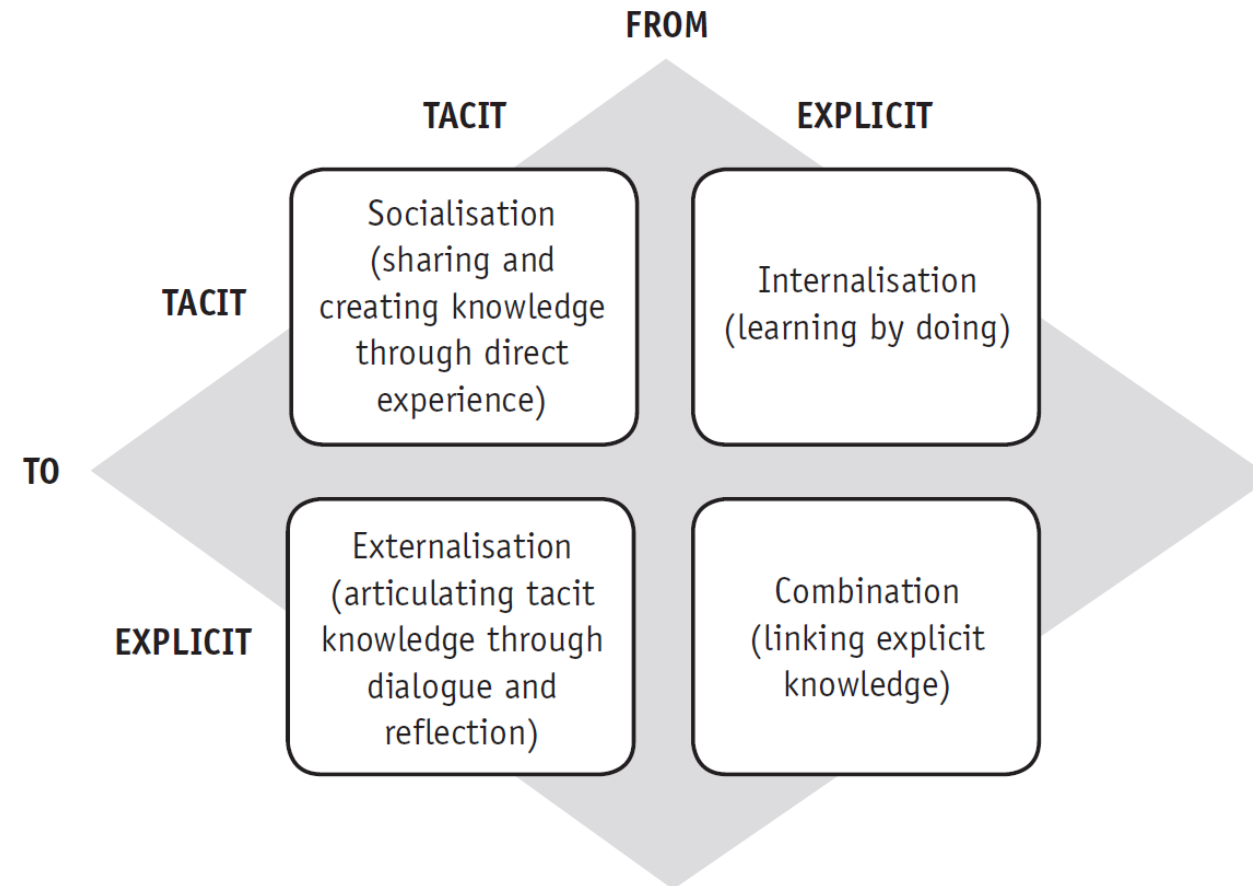 FROM
TACIT
EXPLICIT
TACIT
Socialisation
(sharing and
creating knowledge
through direct
experience)
Internalisation
(learning by doing)
TO
EXPLICIT
Externalisation
(articulating tacit
knowledge through
dialogue and
reflection)
Combination
(linking explicit
knowledge)